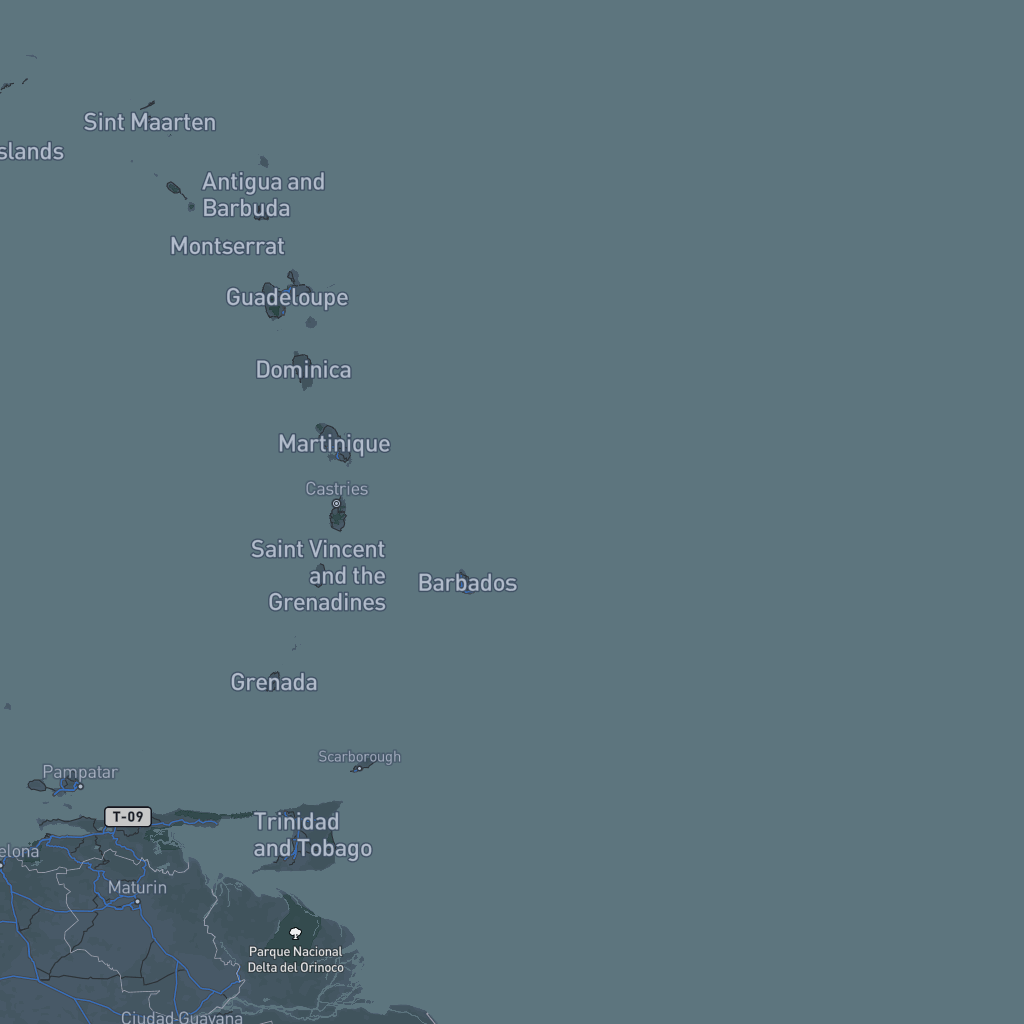 Sint Maarten
slands
Antigua and
Barbuda
Montserrat
Guadeloupe
Dominica
Martinique
Castries
Saint Vincent
and the
Grenadines
Barbados
Grenada
Scarborough
Pampatar
T-09
Trinidad
and Tobago
elona
Maturin
Parque Nacional
Delta del Orinoco
Ciudad Guayana